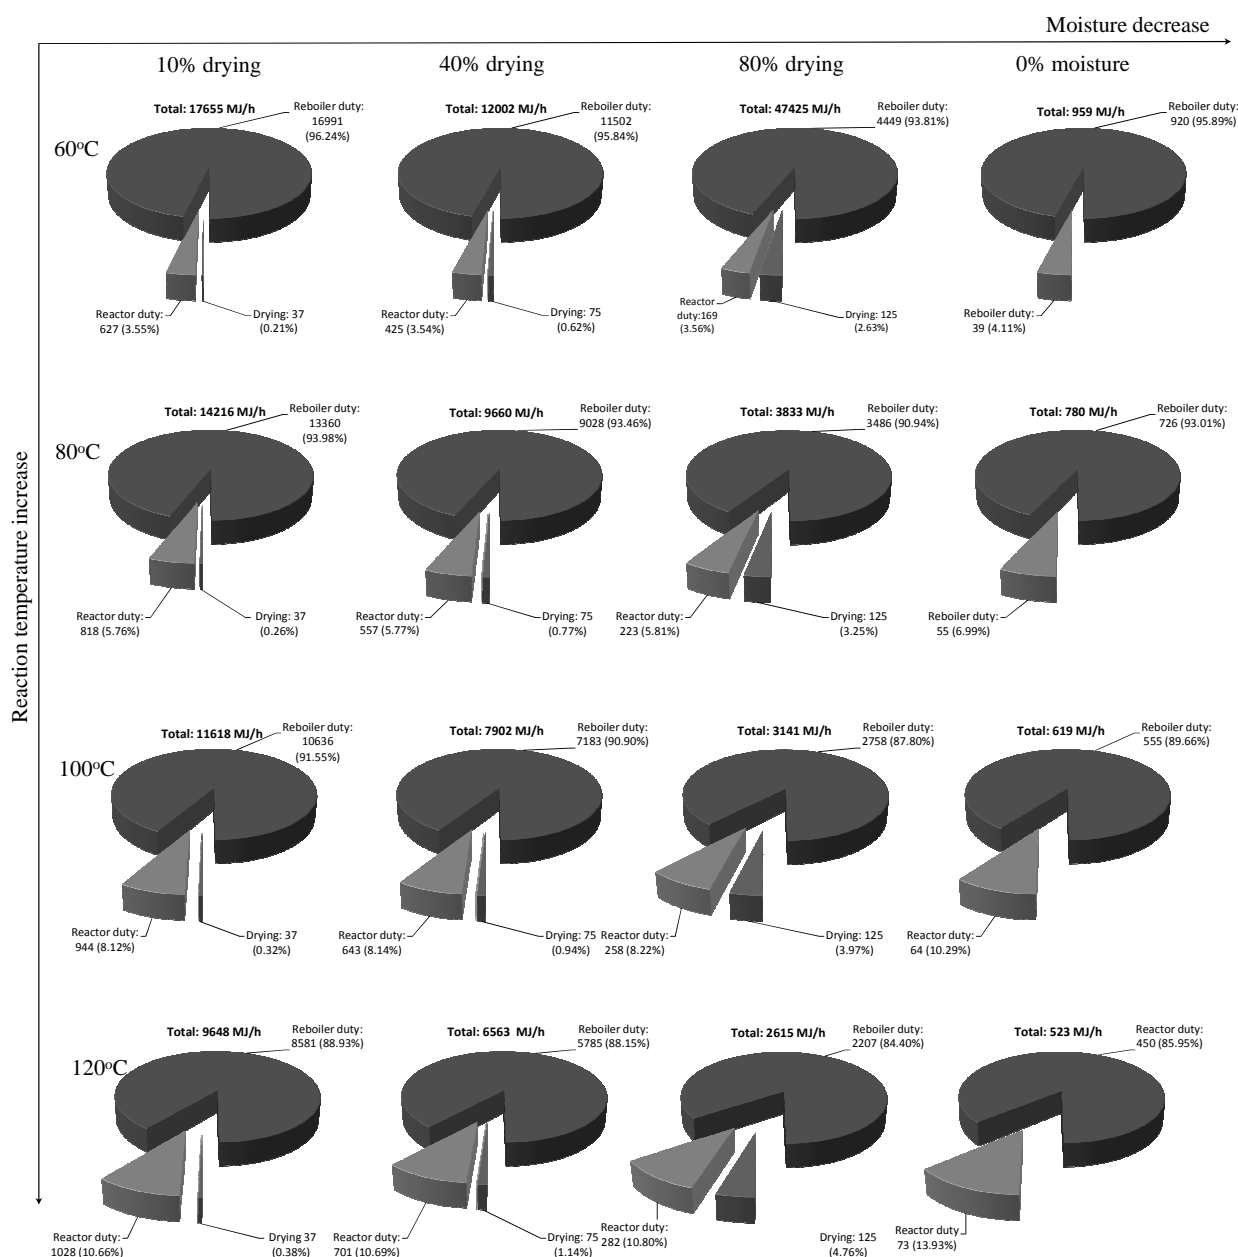 Moisture decrease
10% drying
40% drying
80% drying
0% moisture
Reaction temperature increase
60°C
Total: 17655 MJ/h
Reboiler duty:
16991
(96.24%)
Reactor duty:
627 (3.55%)
Drying: 37
(0.21%)
Total: 12002 MJ/h
Reboiler duty:
11502
(95.84%)
Reactor duty:
425 (3.54%)
Drying: 75
(0.62%)
Total: 47425 MJ/h
Reboiler duty:
4449 (93.81%)
Reactor
duty:169
(3.56%)
Drying: 125
(2.63%)
Total: 959 MJ/h
Reboiler duty:
920 (95.89%)
Reboiler duty:
39 (4.11%)
80°C
Total: 14216 MJ/h
Reboiler duty:
13360
(93.98%)
Reactor duty:
818 (5.76%)
Drying: 37
(0.26%)
Total: 9660 MJ/h
Reboiler duty:
9028 (93.46%)
Reactor duty:
557 (5.77%)
Drying: 75
(0.77%)
Total: 3833 MJ/h
Reboiler duty:
3486 (90.94%)
Reactor duty:
223 (5.81%)
Drying: 125
(3.25%)
Total: 780 MJ/h
Reboiler duty:
726 (93.01%)
Reboiler duty:
55 (6.99%)
100°C
Total: 11618 MJ/h
Reboiler duty:
10636
(91.55%)
Reactor duty:
944 (8.12%)
Drying: 37
(0.32%)
Total: 7902 MJ/h
Reboiler duty:
7183 (90.90%)
Reactor duty:
643 (8.14%)
Drying: 75
(0.94%)
Total: 3141 MJ/h
Reboiler duty:
2758 (87.80%)
Reactor duty:
258 (8.22%)
Drying: 125
(3.97%)
Total: 619 MJ/h
Reboiler duty:
555 (89.66%)
Reactor duty:
64 (10.29%)
120°C
Total: 9648 MJ/h
Reboiler duty:
8581 (88.93%)
Reactor duty:
1028 (10.66%)
Drying 37
(0.38%)
Total: 6563 MJ/h
Reboiler duty:
5785 (88.15%)
Reactor duty:
701 (10.69%)
Drying: 75
(1.14%)
Total: 2615 MJ/h
Reboiler duty:
2207 (84.40%)
Reactor duty:
282 (10.80%)
Drying: 125
(4.76%)
Total: 523 MJ/h
Reactor duty:
450 (85.95%)
Reactor duty:
73 (13.93%)